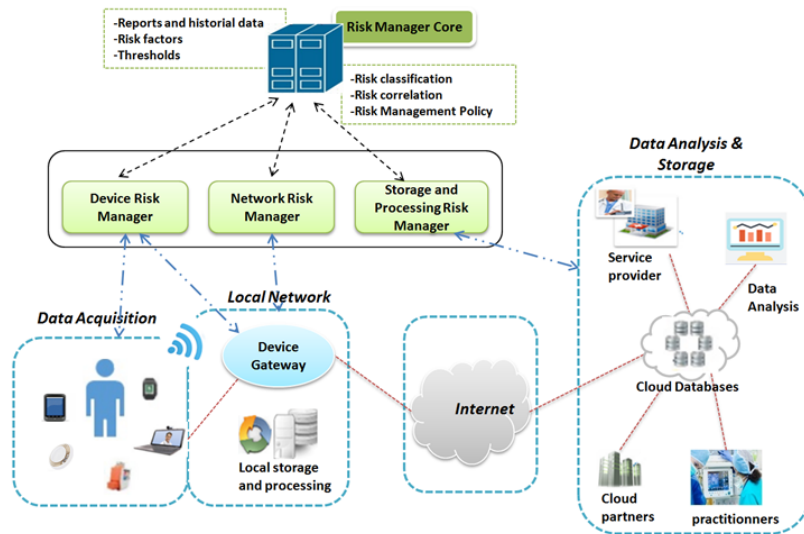 -Reports and historial data
-Risk factors
-Thresholds
Risk Manager Core
-Risk classification
-Risk correlation
-Risk Management Policy
Device Risk
Manager
Network Risk
Manager
Storage and
Processing Risk
Manager
Data Analysis &
Storage
Service
provider
Data
Analysis
Cloud Databases
Cloud
partners
practitionners
Data Acquisition
Local Network
Device
Gateway
Local storage
and processing
Internet